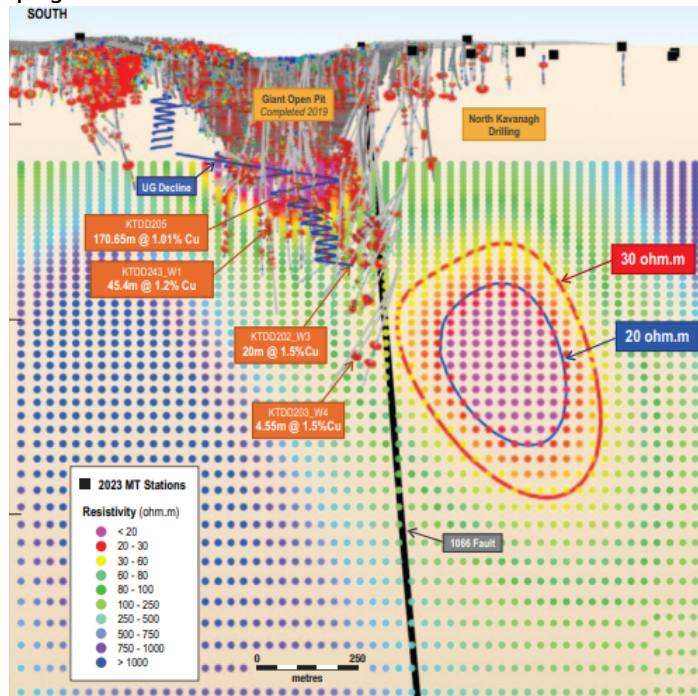 SOUTH
Giant Open Pit
Completed 2019
North Kavanagh
Drilling
UG Decline
KTDD205
170.65m @ 1.01% Cu
KTDD243_W1
45.4m @ 1.2% Cu
30 ohm.m
20 ohm.m
KTDD202_W3
20m @ 1.5%Cu
KTDD203_W4
4.55m @ 1.5%Cu
2023 MT Stations
Resistivity (ohm.m)
< 20
20 - 30
30 - 60
60 - 80
80 - 100
100 - 250
250 - 500
500 - 750
750 - 1000
> 1000
1066 Fault
0 250
metres